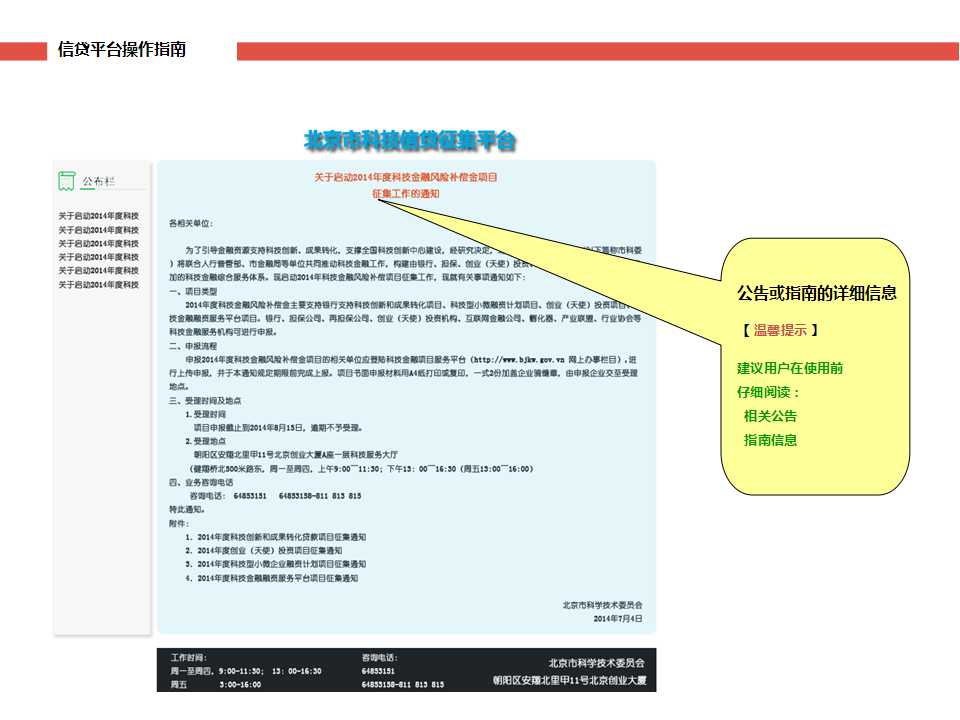 信贷平台操作指南
北京市科技信贷征集平台
公布栏
关于启动2014年度科技
关于启动2014年度科技
关于启动2014年度科技
关于启动2014年度科技
关于启动2014年度科技
关于启动2014年度科技
关于启动2014年度科技金融风险补偿金项目
征集工作的通知
各相关单位：
为了引导金融资源支持科技创新、成果转化，支撑全国科技创新中心建设，经研究决定，
以下简称市科委
）将联合人行营管部、市金融局等单位共同推动科技金融工作，构建由银行、担保、创业（天使）投资
加的科技金融综合服务体系。现启动2014年科技金融风险补偿项目征集工作，现就有关事项通知如下：
一、项目类型
2014年度科技金融风险补偿金主要支持银行支持科技创新和成果转化项目、科技型小微融资计划项目、创业（天使）投资项目
技金融融资服务平台项目。银行、担保公司、再担保公司、创业（天使）投资机构、互联网金融公司、孵化器、产业联盟、行业协会等
科技金融服务机构可进行申报。
二、申报流程
申报2014年度科技金融风险补偿金项目的相关单位应登陆科技金融项目服务平台（http://www.bjkw.gov.vn 网上办事栏目）,进
行上传申报，并于本通知规定期限前完成上报。项目书面申报材料用A4纸打印或复印，一式2份加盖企业骑缝章，由申报企业交至受理
地点。
三、受理时间及地点
1.受理时间
项目申报截止到2014年8月13日，逾期不予受理。
2.受理地点
朝阳区安翔北里甲11号北京创业大厦A座一层科技服务大厅
（健翔桥北300米路东，周一至周四，上午9:00——11:30；下午13：00——16:30（周五13:00——16:00）
四、业务咨询电话
咨询电话： 64853151 64853158-811 813 815
特此通知。
附件：
1．2014年度科技创新和成果转化贷款项目征集通知
2．2014年度创业（天使）投资项目征集通知
3．2014年度科技型小微企业融资计划项目征集通知
4．2014年度科技金融融资服务平台项目征集通知
北京市科学技术委员会
2014年7月4日
公告或指南的详细信息
【 温馨提示 】
建议用户在使用前
仔细阅读：
相关公告
指南信息
工作时间：
周一至周四，9:00-11:30； 13：00-16:30
周五 3:00-16:00
咨询电话：
64853151
64853158-811 813 815
北京市科学技术委员会
朝阳区安翔北里甲11号北京创业大厦